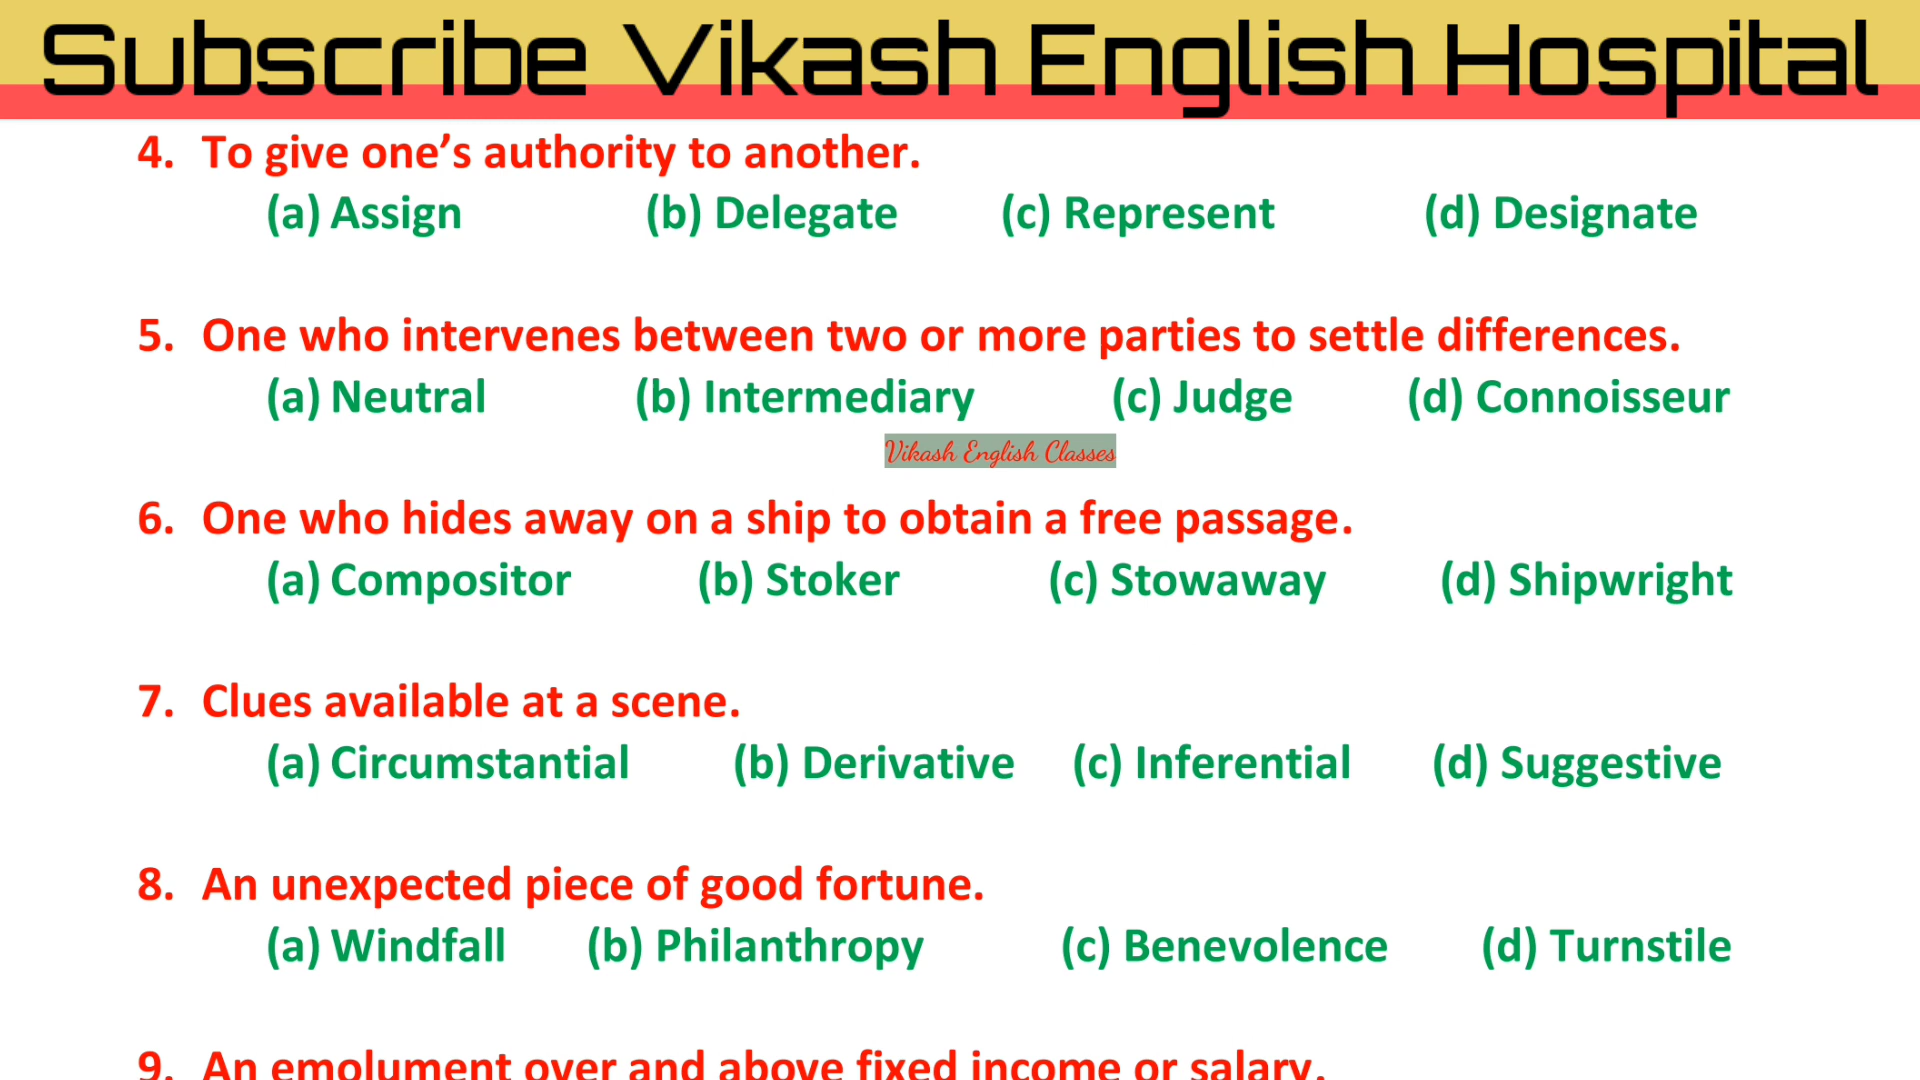 Subscribe Vikash English Hospital
4. To give one’s authority to another.
(a) Assign (b) Delegate (c) Represent (d) Designate
5. One who intervenes between two or more parties to settle differences.
(a) Neutral (b) Intermediary (c) Judge (d) Connoisseur
Vikash English Classes
6. One who hides away on a ship to obtain a free passage.
(a) Compositor (b) Stoker (c) Stowaway (d) Shipwright
7. Clues available at a scene.
(a) Circumstantial (b) Derivative (c) Inferential (d) Suggestive
8. An unexpected piece of good fortune.
(a) Windfall (b) Philanthropy (c) Benevolence (d) Turnstile
9. An emolument over and above fixed income or salary.